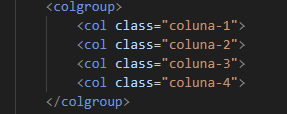 <colgroup>
<col class="coluna-1">
<col class="coluna-2">
<col class="coluna-3">
<col class="coluna-4">
</colgroup>